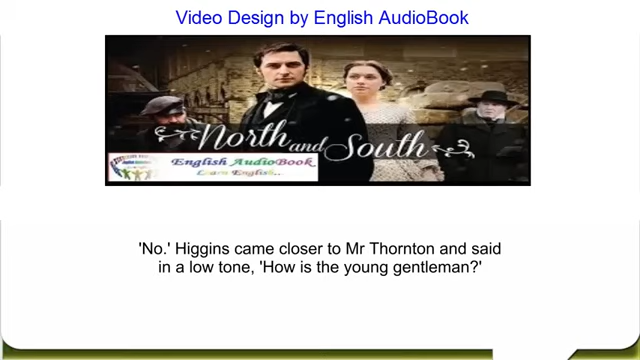 Video Design by English AudioBook
North and South
English AudioBook
Learn English...
'No.' Higgins came closer to Mr Thornton and said
in a low tone, 'How is the young gentleman?'